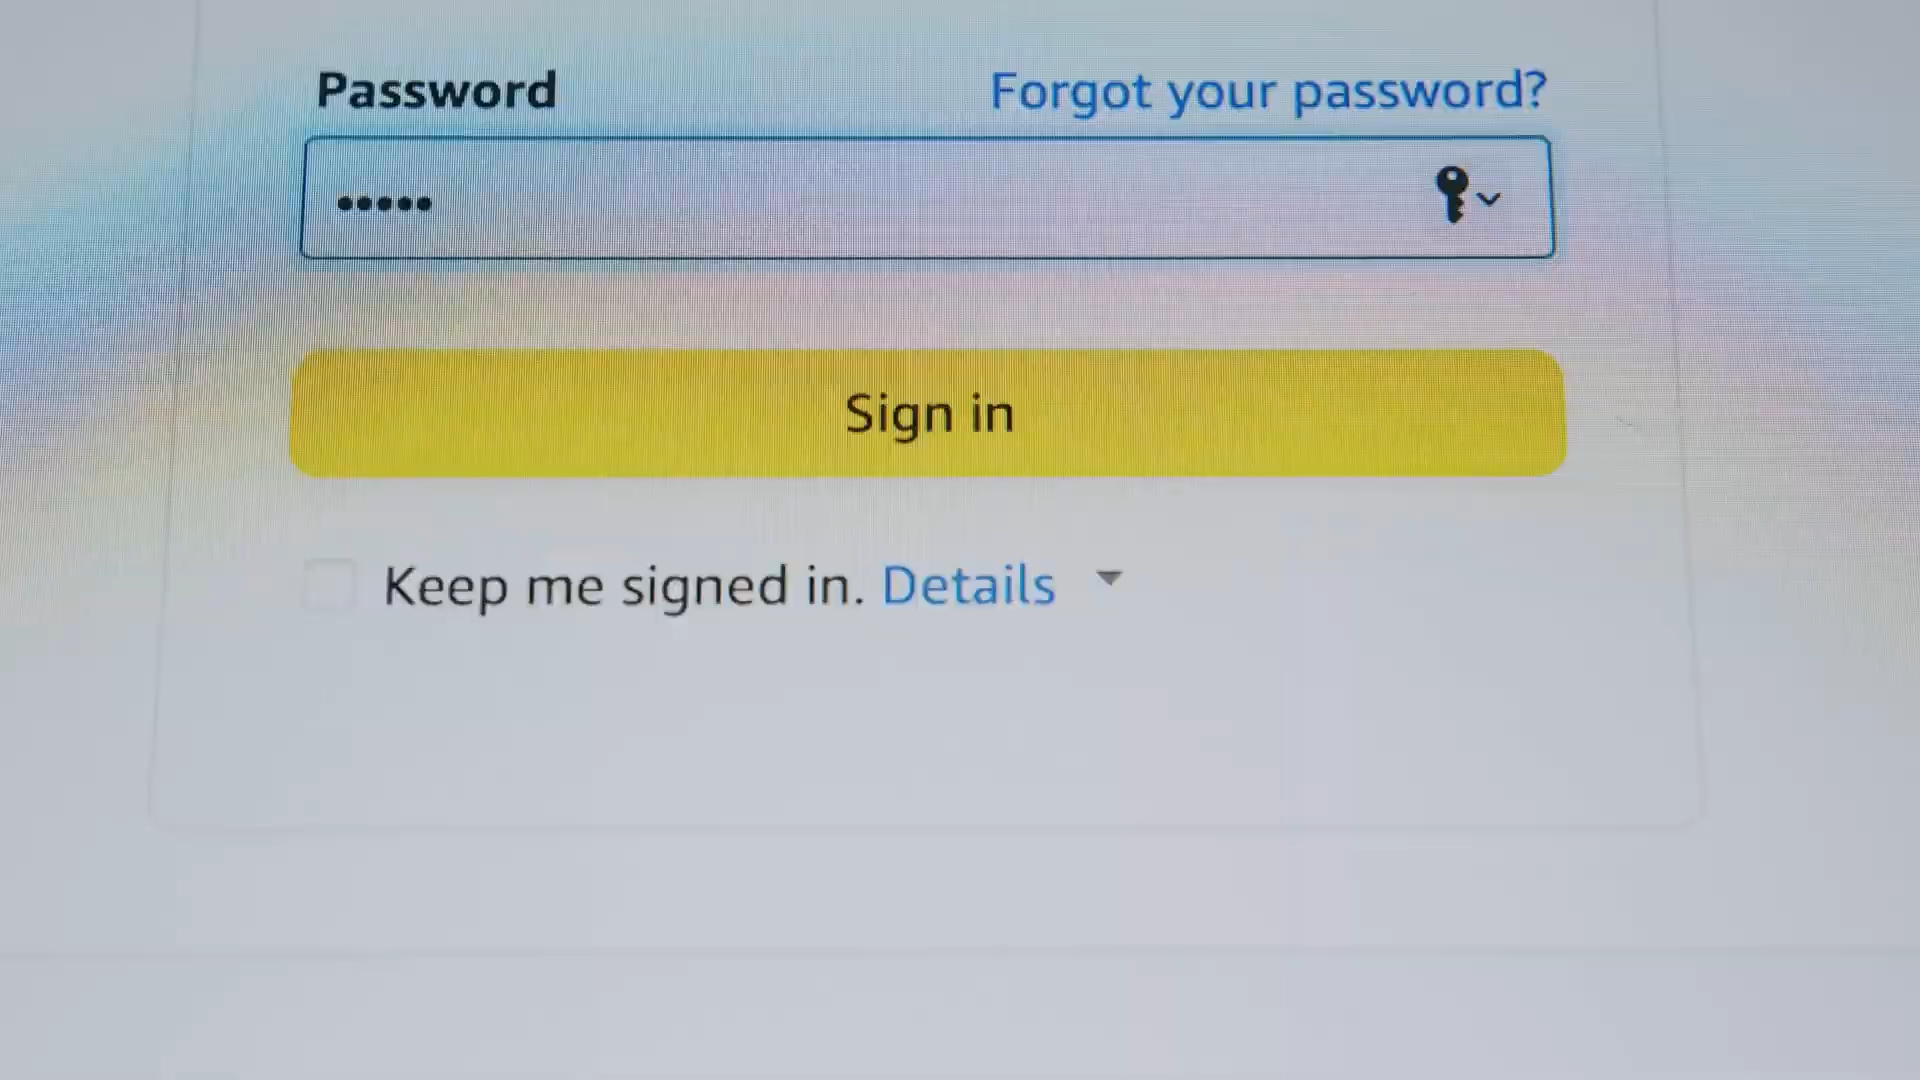 Password Forgot your password?
•••••
Sign in
Keep me signed in. Details